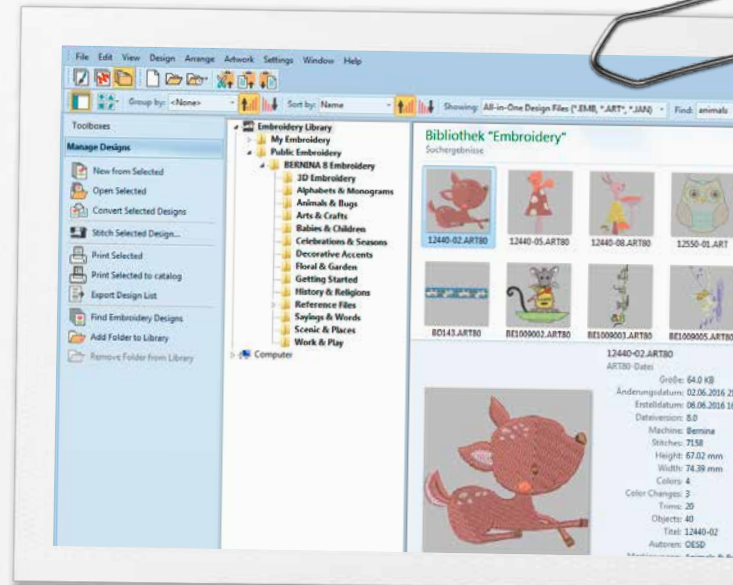 File Edit View Design Arrange Artwork Settings Window Help
Group by: <None> Sort by: Name Showing: All-in-One Design Files (*.EMB, *.ART*, *.JAN) Find: animals
Toolboxes
Manage Designs
New from Selected
Open Selected
Convert Selected Designs
Stitch Selected Design...
Print Selected
Print Selected to catalog
Export Design List
Find Embroidery Designs
Add Folder to Library
Remove Folder from Library
Embroidery Library
My Embroidery
Public Embroidery
BERNINA 8 Embroidery
3D Embroidery
Alphabets & Monograms
Animals & Bugs
Arts & Crafts
Babies & Children
Celebrations & Seasons
Decorative Accents
Floral & Garden
Getting Started
History & Religions
Reference Files
Sayings & Words
Scenic & Places
Work & Play
Computer
Bibliothek "Embroidery"
Suchergebnisse
12440-02.ART80 12440-05.ART80 12440-08.ART80 12550-01.ART
BD143.ART80 BE1009002.ART80 BE1009003.ART80 BE1009005.ART80
12440-02.ART80
ART80-Datei
Größe: 64.0 KB
Änderungsdatum: 02.06.2016
Erstelldatum: 06.06.2016
Dateiversion: 8.0
Machine: Bernina
Stitches: 7158
Height: 67.02 mm
Width: 74.39 mm
Colors: 4
Color Changes: 3
Trims: 20
Objects: 40
Titel: 12440-02
Autoren: OESD